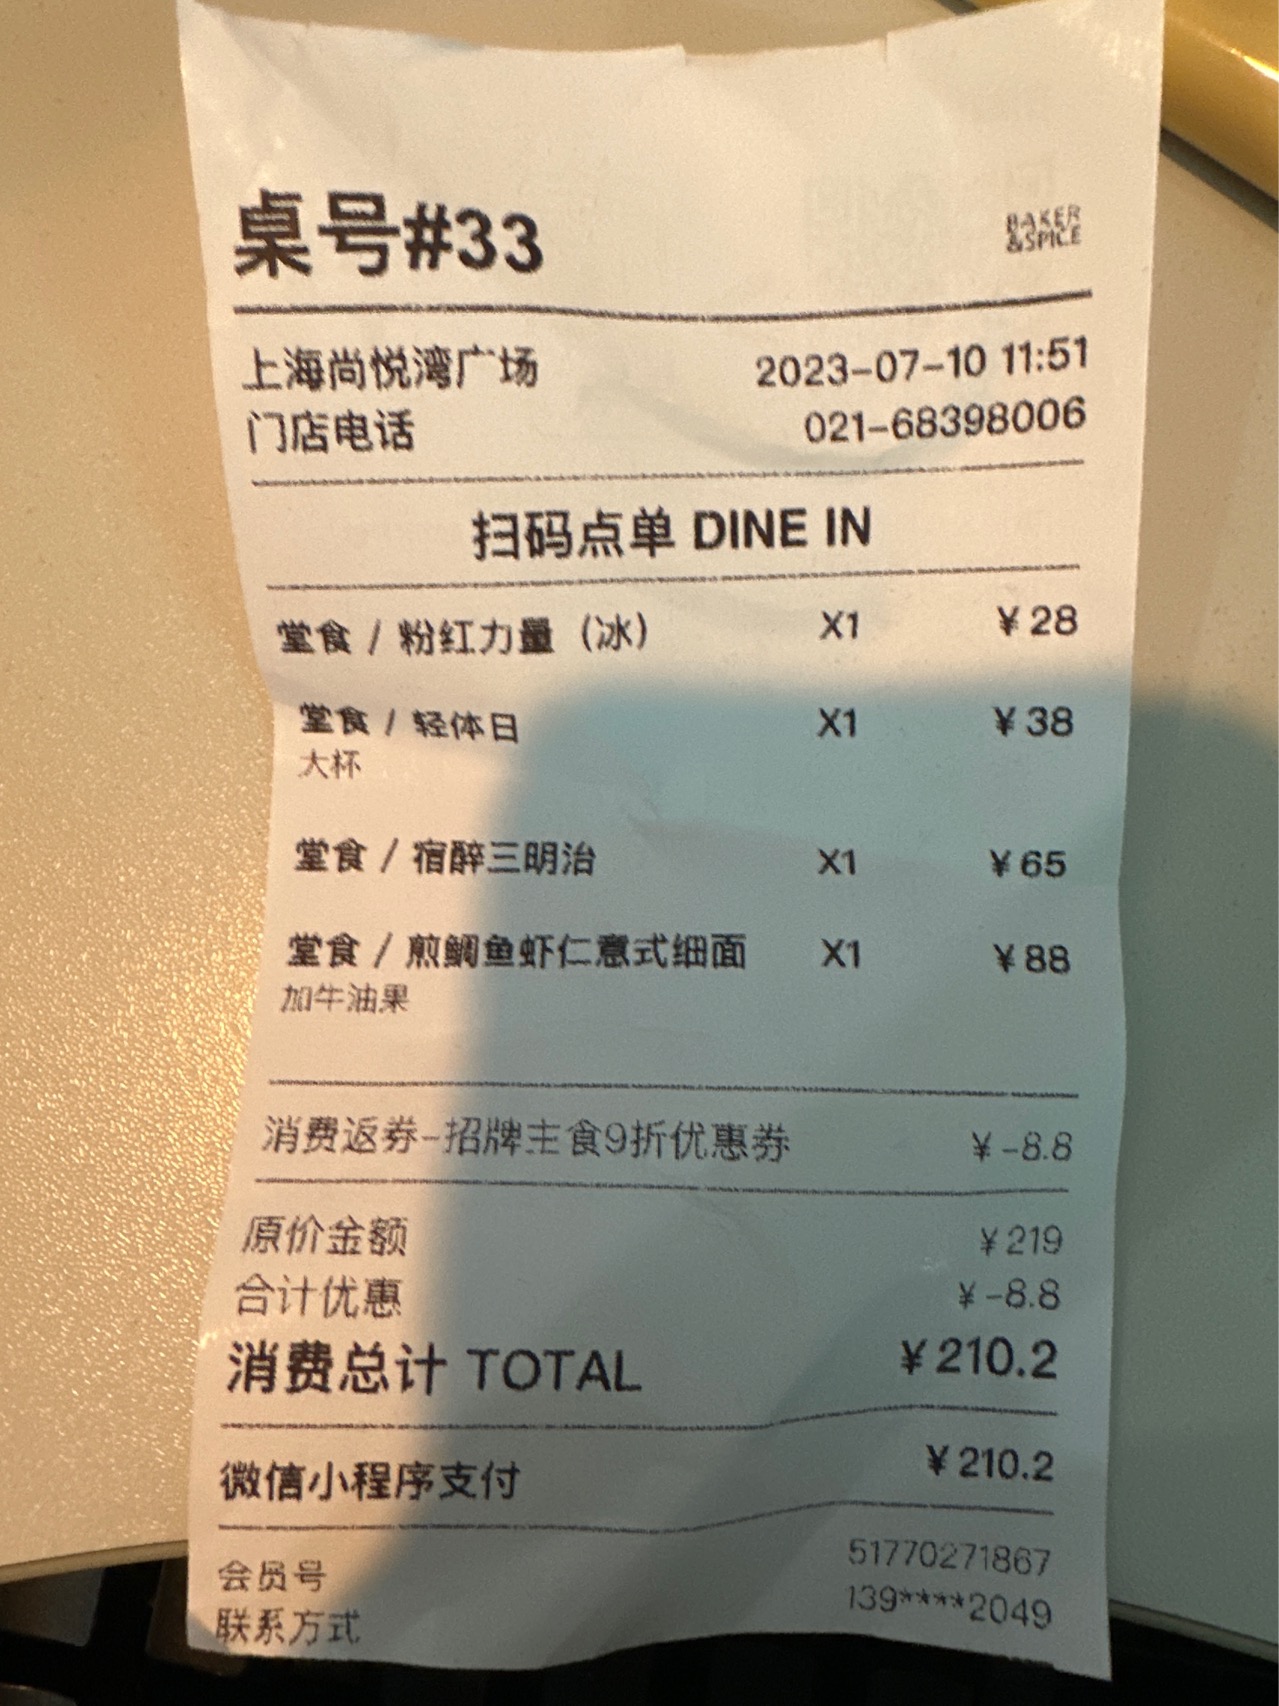 桌号#33
BAKER
&SPICE
上海尚悦湾广场 2023-07-10 11:51
门店电话 021-68398006
扫码点单 DINE IN
堂食 / 粉红力量（冰） X1 ¥28
堂食 / 轻体日 X1 ¥38
大杯
堂食 / 宿醉三明治 X1 ¥65
堂食 / 煎鲷鱼虾仁意式细面 X1 ¥88
加牛油果
消费返券-招牌主食9折优惠券 ¥-8.8
原价金额 ¥219
合计优惠 ¥-8.8
消费总计 TOTAL ¥210.2
微信小程序支付 ¥210.2
会员号 51770271867
联系方式 139****2049